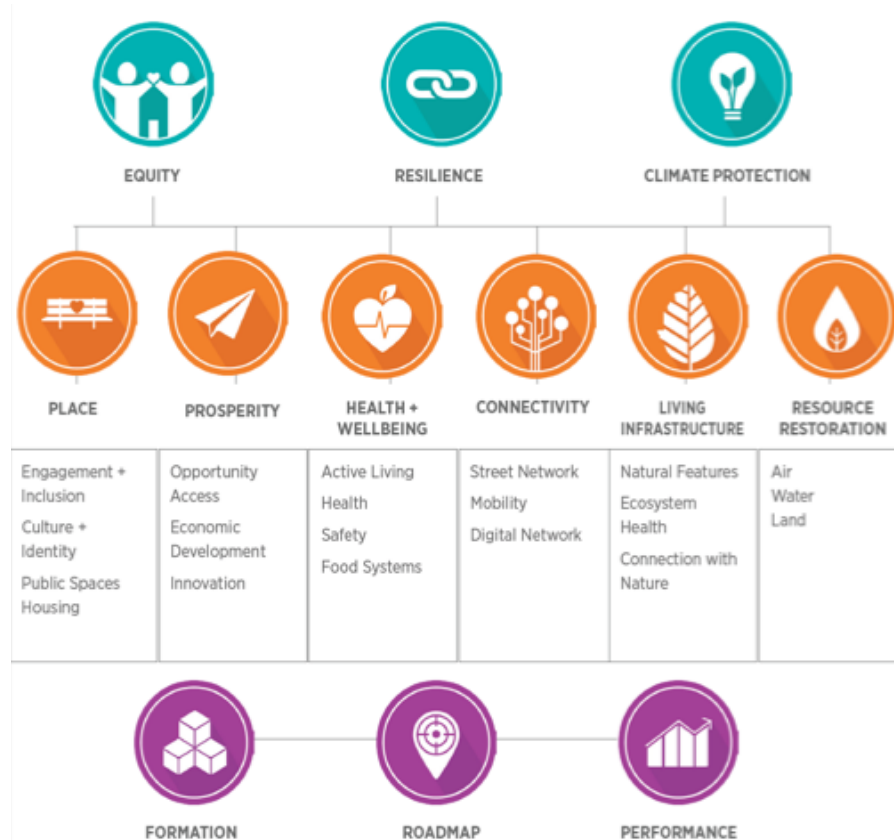 EQUITY
RESILIENCE
CLIMATE PROTECTION
PLACE
PROSPERITY
HEALTH +
WELLBEING
CONNECTIVITY
LIVING
INFRASTRUCTURE
RESOURCE
RESTORATION
Engagement +
Inclusion
Culture +
Identity
Public Spaces
Housing
Opportunity
Access
Economic
Development
Innovation
Active Living
Health
Safety
Food Systems
Street Network
Mobility
Digital Network
Natural Features
Ecosystem
Health
Connection with
Nature
Air
Water
Land
FORMATION
ROADMAP
PERFORMANCE